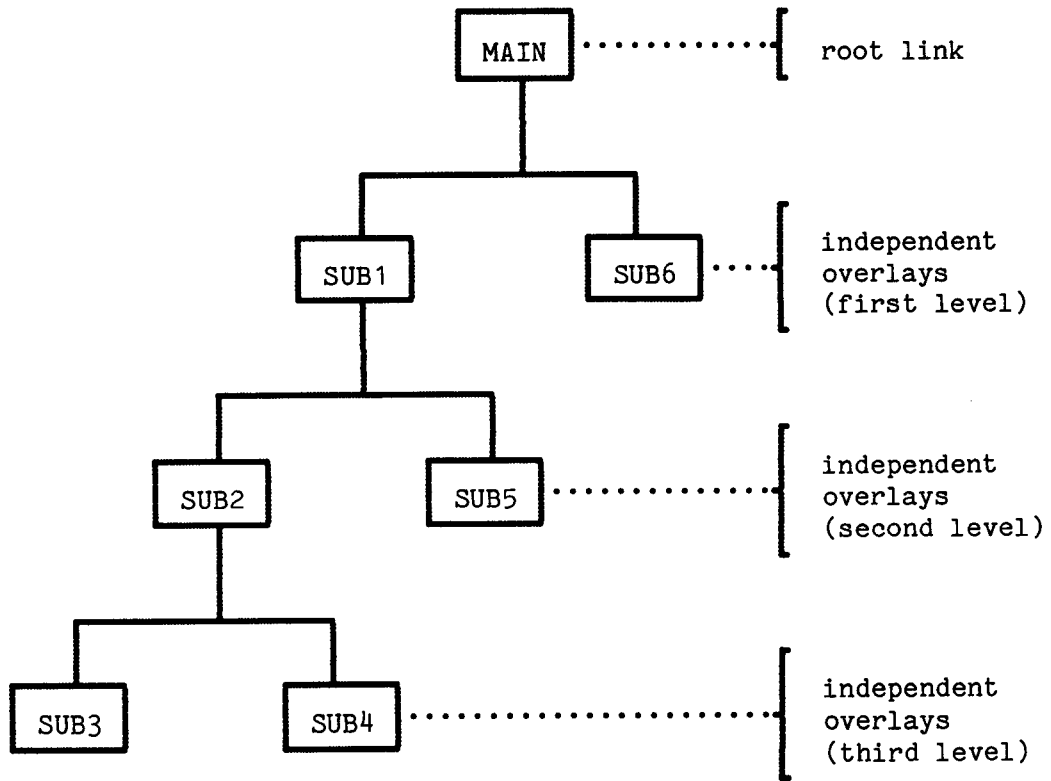 MAIN
root link
SUB1
SUB6
independent
overlays
(first level)
SUB2
SUB5
independent
overlays
(second level)
SUB3
SUB4
independent
overlays
(third level)